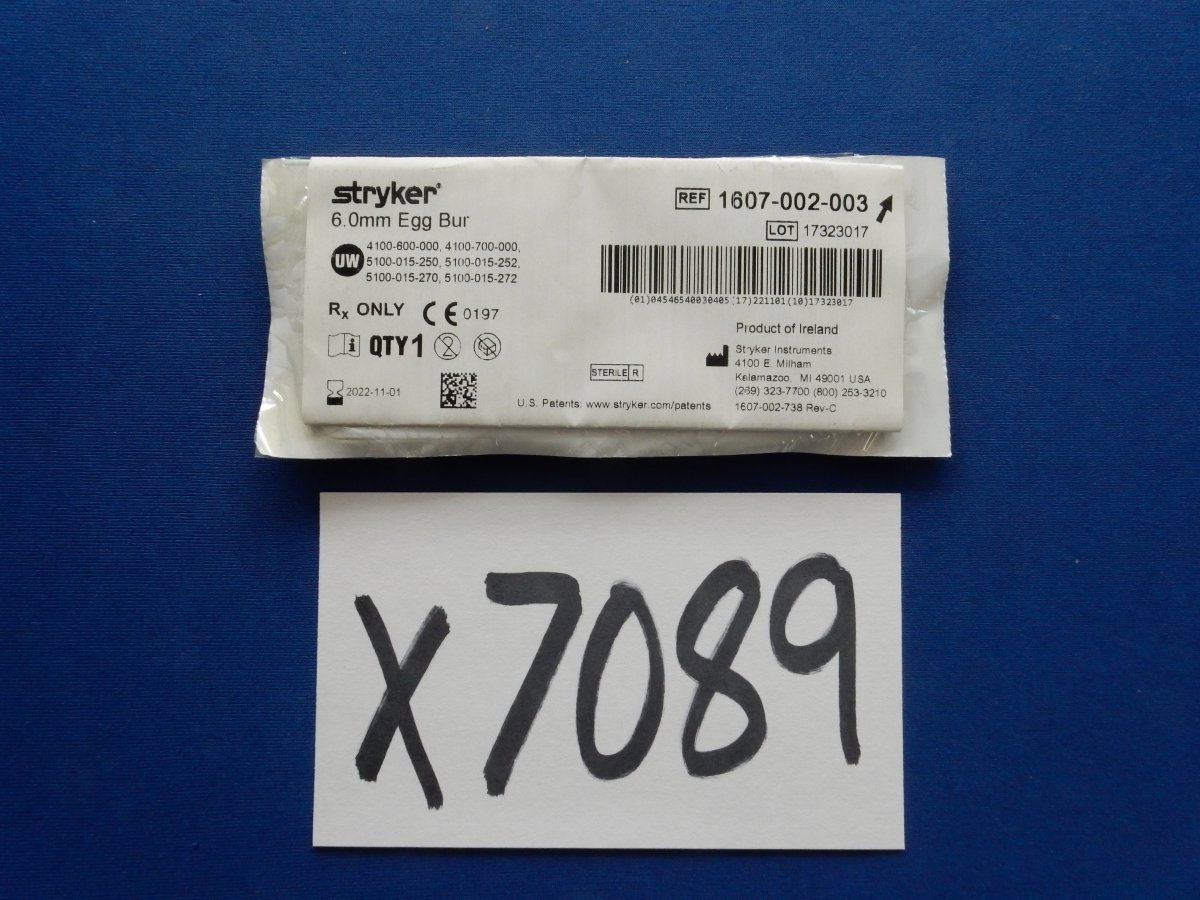 stryker®
6.0mm Egg Bur
UW
4100-600-000, 4100-700-000,
5100-015-250, 5100-015-252,
5100-015-270, 5100-015-272
Rx ONLY CE 0197
i QTY 1 2
2022-11-01
STERILE R
U.S. Patents: www.stryker.com/patents
REF 1607-002-003
LOT 17323017
(01)04546540030405(17)221101(10)17323017
Product of Ireland
Stryker Instruments
4100 E. Milham
Kalamazoo, MI 49001 USA
(269) 323-7700 (800) 253-3210
1607-002-738 Rev-C
X7089